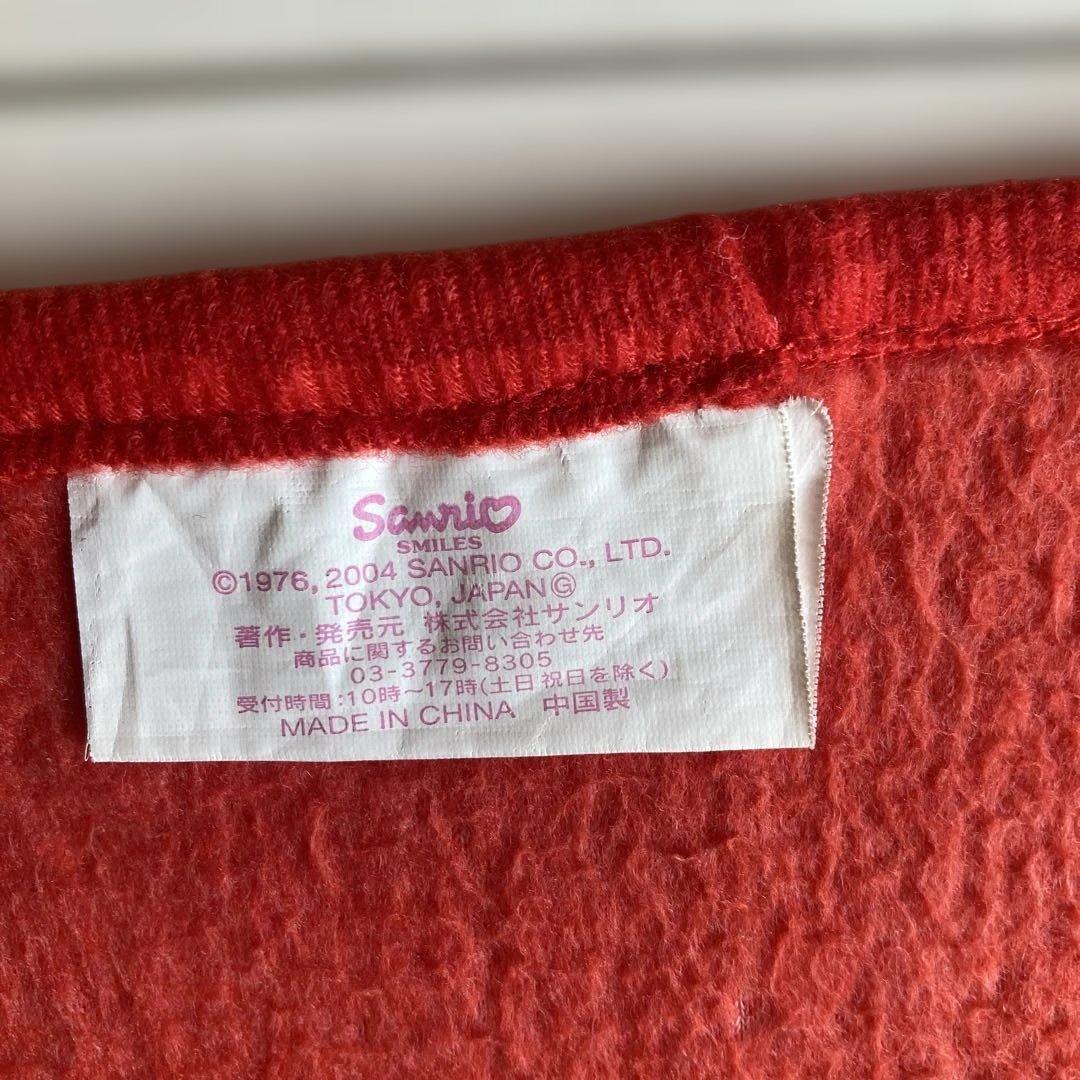 Sanrio
SMILES
©1976, 2004 SANRIO CO., LTD.
TOKYO, JAPAN Ⓖ
著作・発売元 株式会社サンリオ
商品に関するお問い合わせ先
03-3779-8305
受付時間:10時〜17時(土日祝日を除く)
MADE IN CHINA 中国製